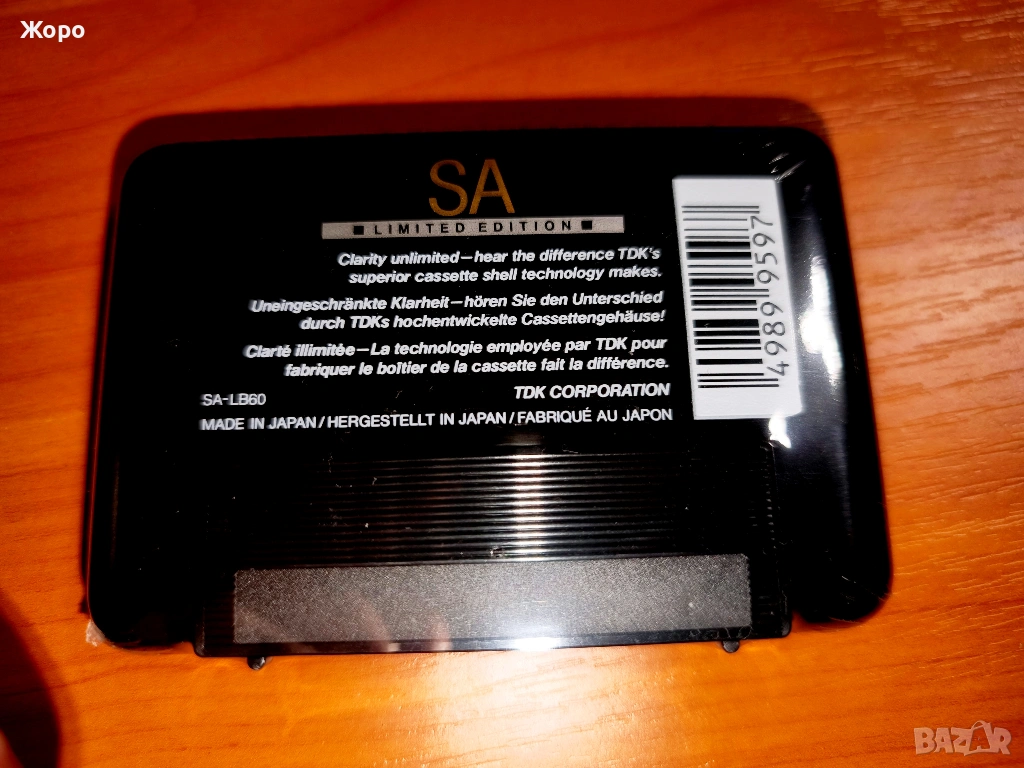 Жоро
SA
LIMITED EDITION
Clarity unlimited—hear the difference TDK's
superior cassette shell technology makes.
Uneingeschränkte Klarheit—hören Sie den Unterschied
durch TDKs hochentwickelte Cassettengehäuse!
Clarté illimitée—La technologie employée par TDK pour
fabriquer le boîtier de la cassette fait la différence.
SA-LB60
TDK CORPORATION
MADE IN JAPAN/HERGESTELLT IN JAPAN/FABRIQUÉ AU JAPON
4989 9597
BAZAR